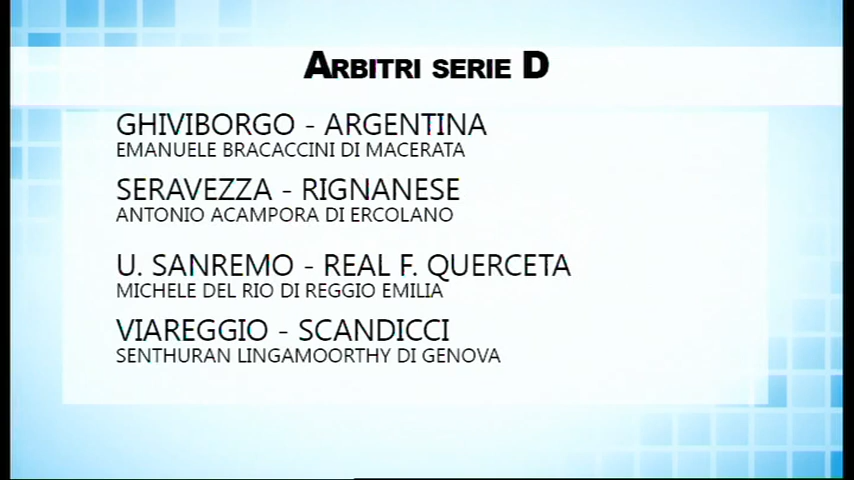 ARBITRI SERIE D
GHIVIBORGO - ARGENTINA
EMANUELE BRACACCINI DI MACERATA
SERAVEZZA - RIGNANESE
ANTONIO ACAMPORA DI ERCOLANO
U. SANREMO - REAL F. QUERCETA
MICHELE DEL RIO DI REGGIO EMILIA
VIAREGGIO - SCANDICCI
SENTHURAN LINGAMOORTHY DI GENOVA